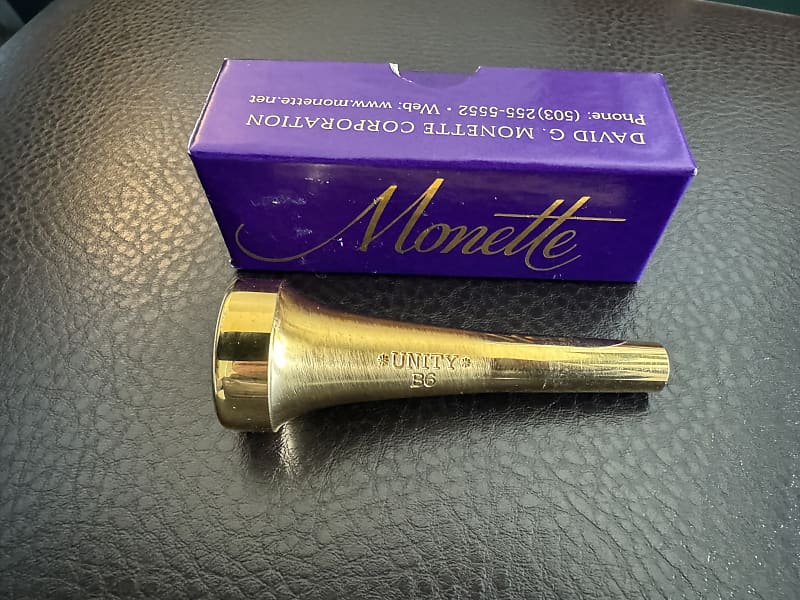 DAVID G. MONETTE CORPORATION
Phone: (503)255-5552 • Web: www.monette.net
Monette
*UNITY*
B6